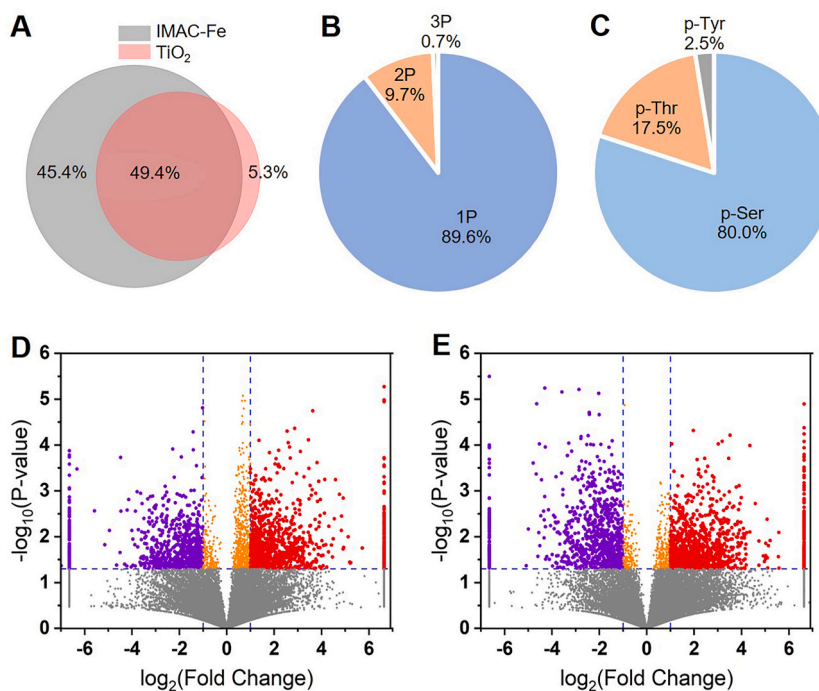 A
IMAC-Fe
TiO₂
45.4%
49.4%
5.3%
B
3P
0.7%
2P
9.7%
1P
89.6%
C
p-Tyr
2.5%
p-Thr
17.5%
p-Ser
80.0%
D
6
5
4
3
2
1
0
-log₁₀(P-value)
-6 -4 -2 0 2 4 6
log₂(Fold Change)
E
6
5
4
3
2
1
0
-log₁₀(P-value)
-6 -4 -2 0 2 4 6
log₂(Fold Change)